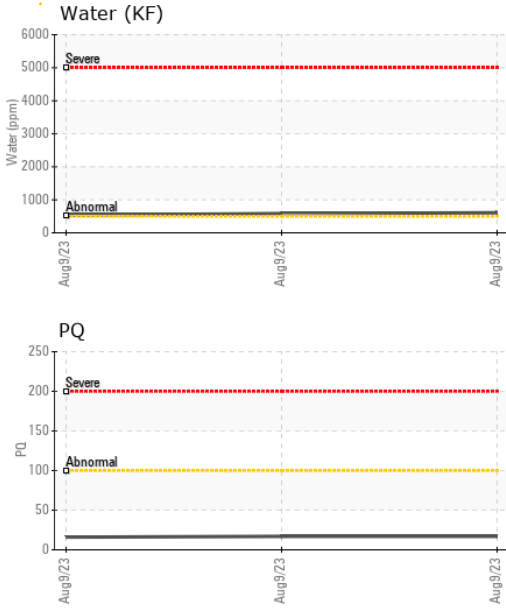 Water (KF)
6000
Severe
5000
4000
Water (ppm)
3000
2000
1000
Abnormal
0
Aug9/23
Aug9/23
Aug9/23
PQ
250
Severe
200
150
PQ
Abnormal
100
50
0
Aug9/23
Aug9/23
Aug9/23